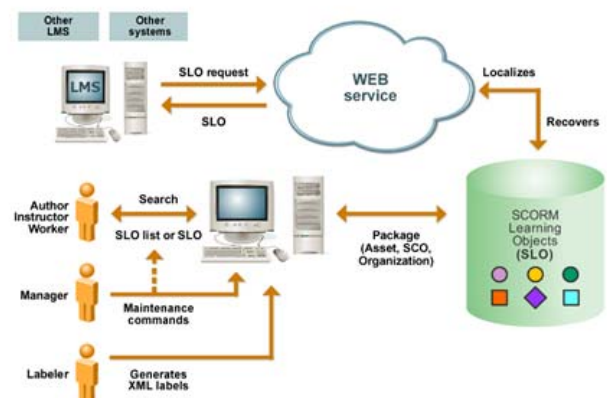 Other
LMS
Other
systems
LMS
SLO request
SLO
WEB
service
Localizes
Recovers
Author
Instructor
Worker
Search
SLO list or SLO
Package
(Asset, SCO,
Organization)
SCORM
Learning
Objects
(SLO)
Manager
Maintenance
commands
Labeler
Generates
XML labels